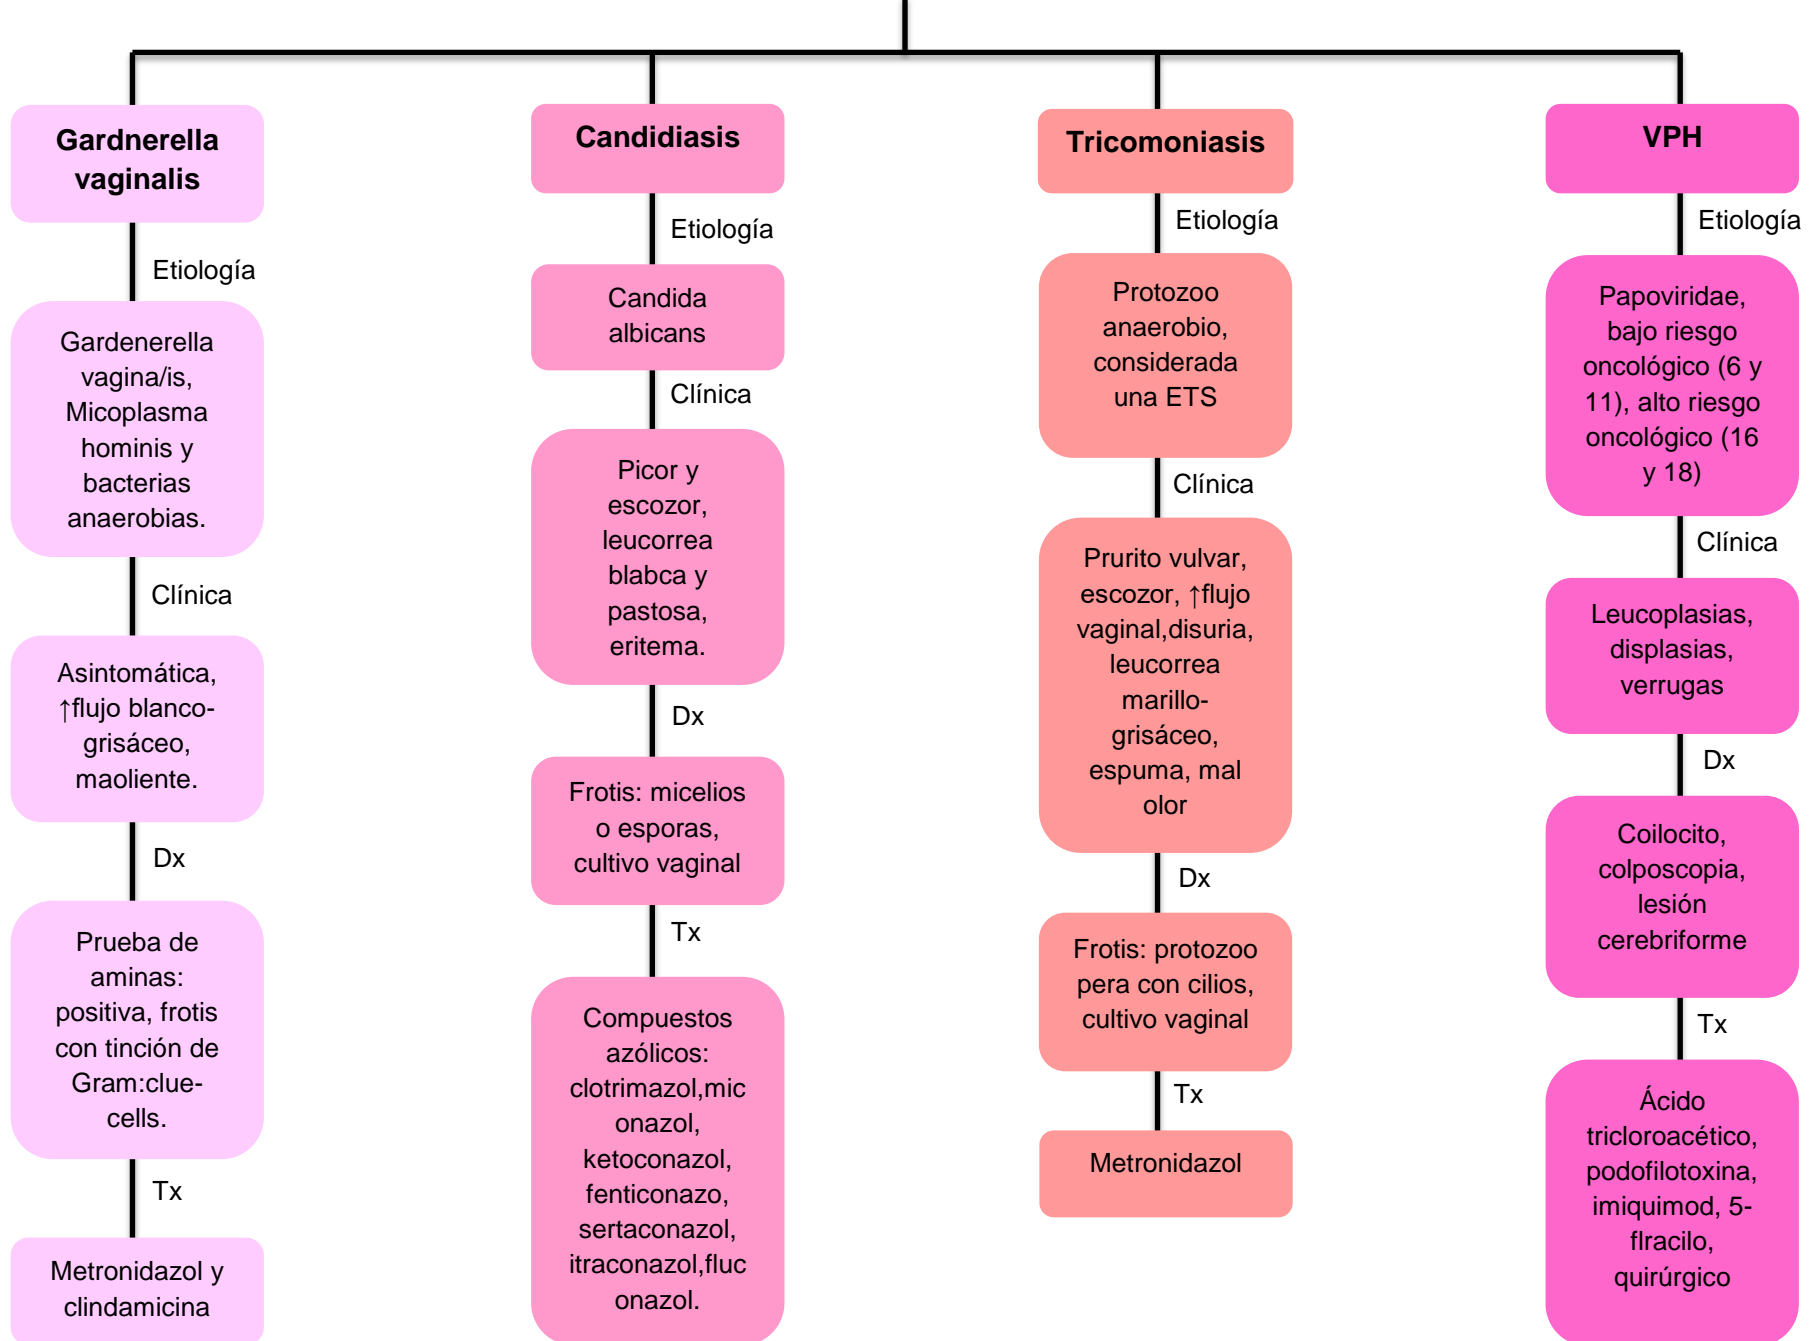 Gardnerella
vaginalis
Etiología
Gardenerella
vagina/is,
Micoplasma
hominis y
bacterias
anaerobias.
Clínica
Asintomática,
↑flujo blanco-
grisáceo,
maoliente.
Dx
Prueba de
aminas:
positiva, frotis
con tinción de
Gram:clue-
cells.
Tx
Metronidazol y
clindamicina
Candidiasis
Etiología
Candida
albicans
Clínica
Picor y
escozor,
leucorrea
blabca y
pastosa,
eritema.
Dx
Frotis: micelios
o esporas,
cultivo vaginal
Tx
Compuestos
azólicos:
clotrimazol,mic
onazol,
ketoconazol,
fenticonazo,
sertaconazol,
itraconazol,fluc
onazol.
Tricomoniasis
Etiología
Protozoo
anaerobio,
considerada
una ETS
Clínica
Prurito vulvar,
escozor, ↑flujo
vaginal,disuria,
leucorrea
marillo-
grisáceo,
espuma, mal
olor
Dx
Frotis: protozoo
pera con cilios,
cultivo vaginal
Tx
Metronidazol
VPH
Etiología
Papoviridae,
bajo riesgo
oncológico (6 y
11), alto riesgo
oncológico (16
y 18)
Clínica
Leucoplasias,
displasias,
verrugas
Dx
Coilocito,
colposcopia,
lesión
cerebriforme
Tx
Ácido
tricloroacético,
podofilotoxina,
imiquimod, 5-
flracilo,
quirúrgico